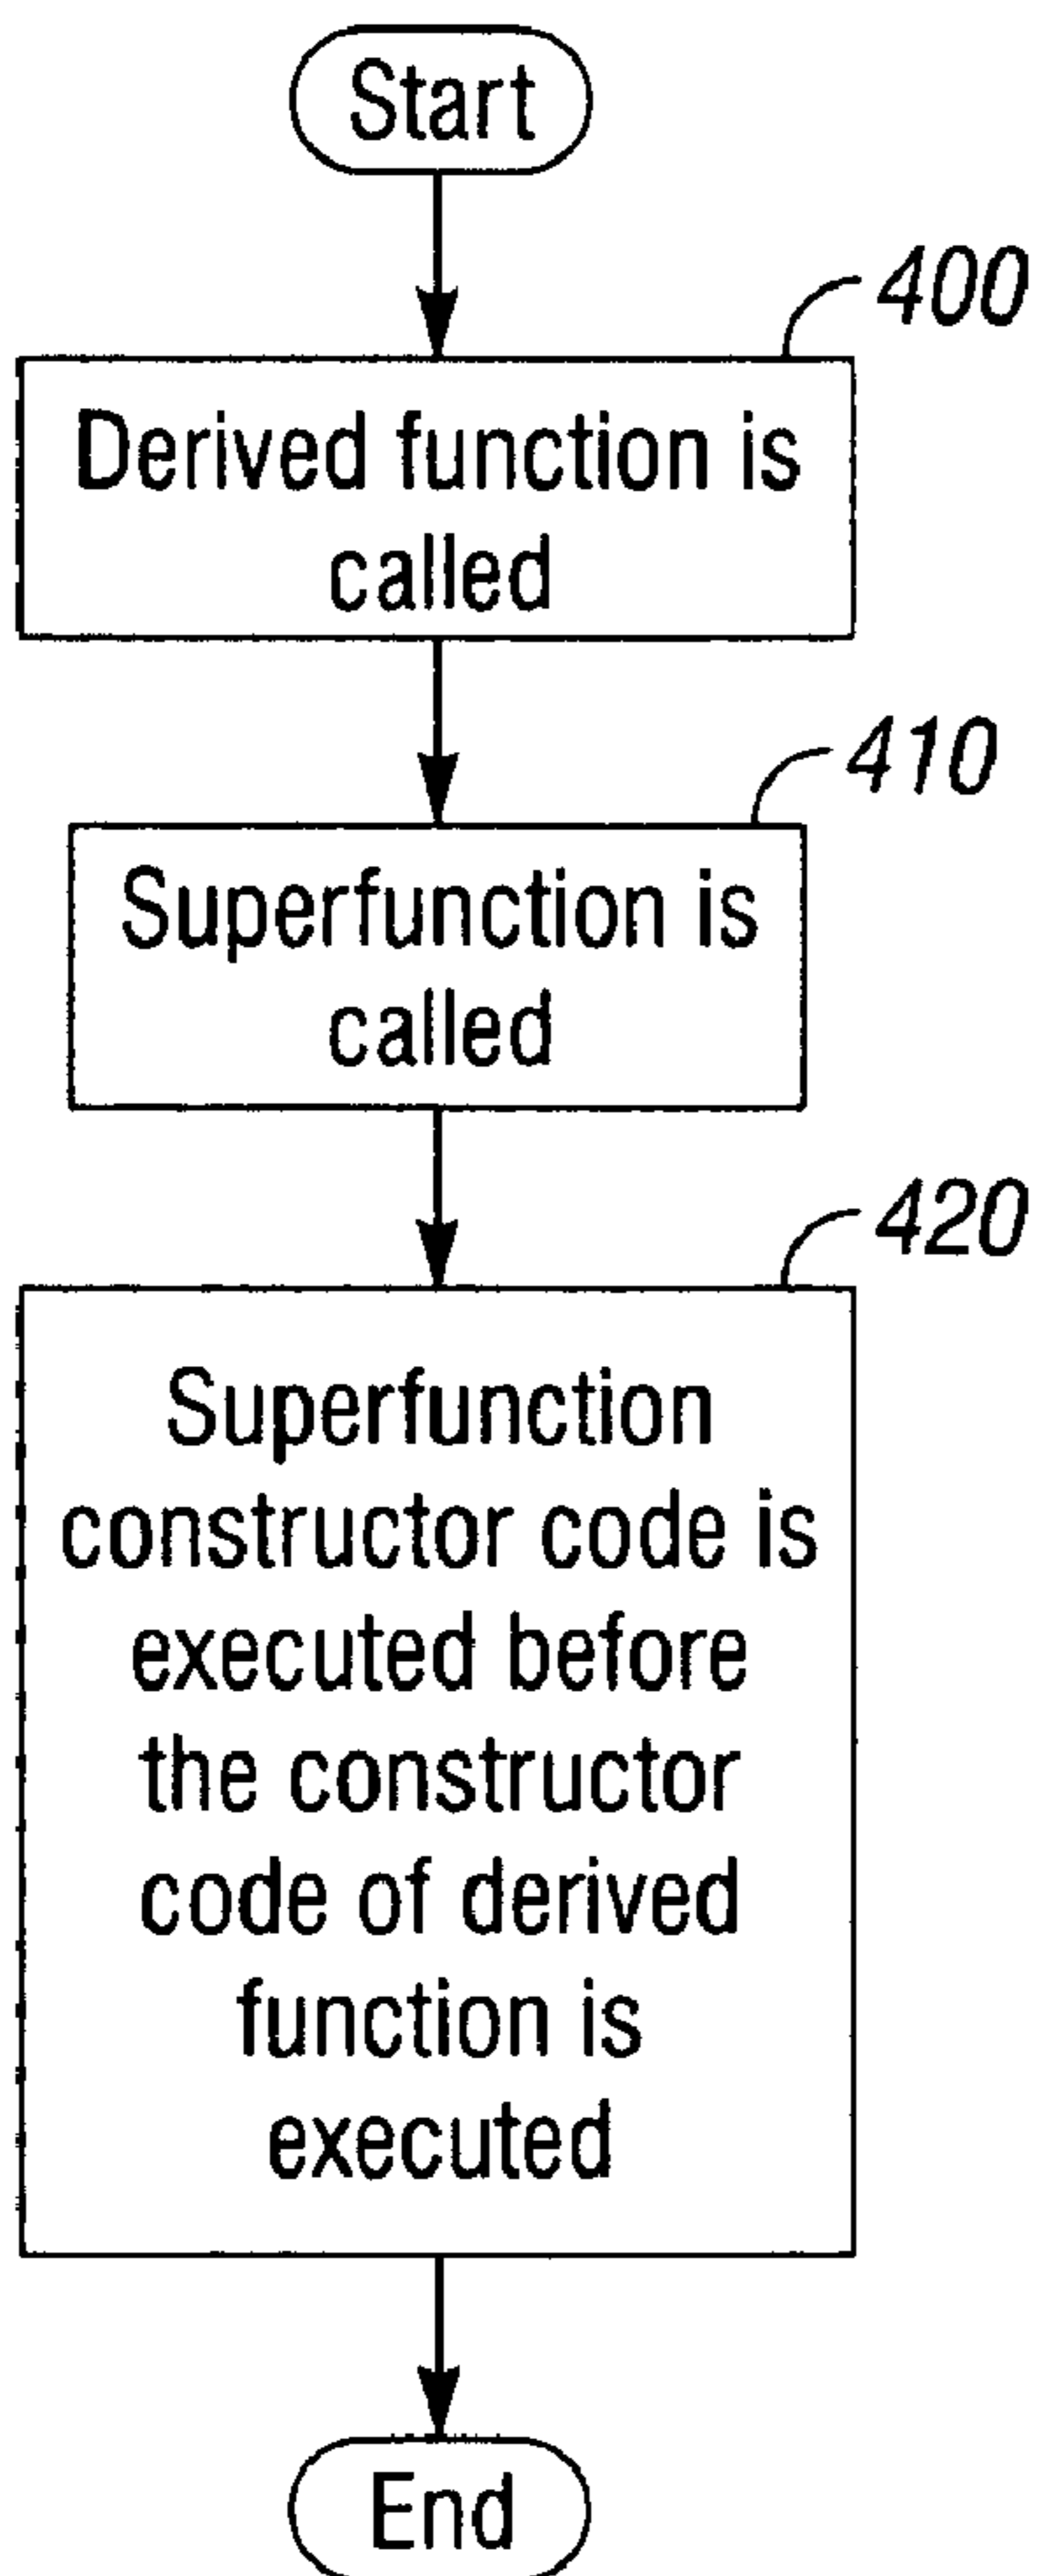 Start
400
Derived function is
called
410
Superfunction is
called
420
Superfunction
constructor code is
executed before
the constructor
code of derived
function is
executed
End